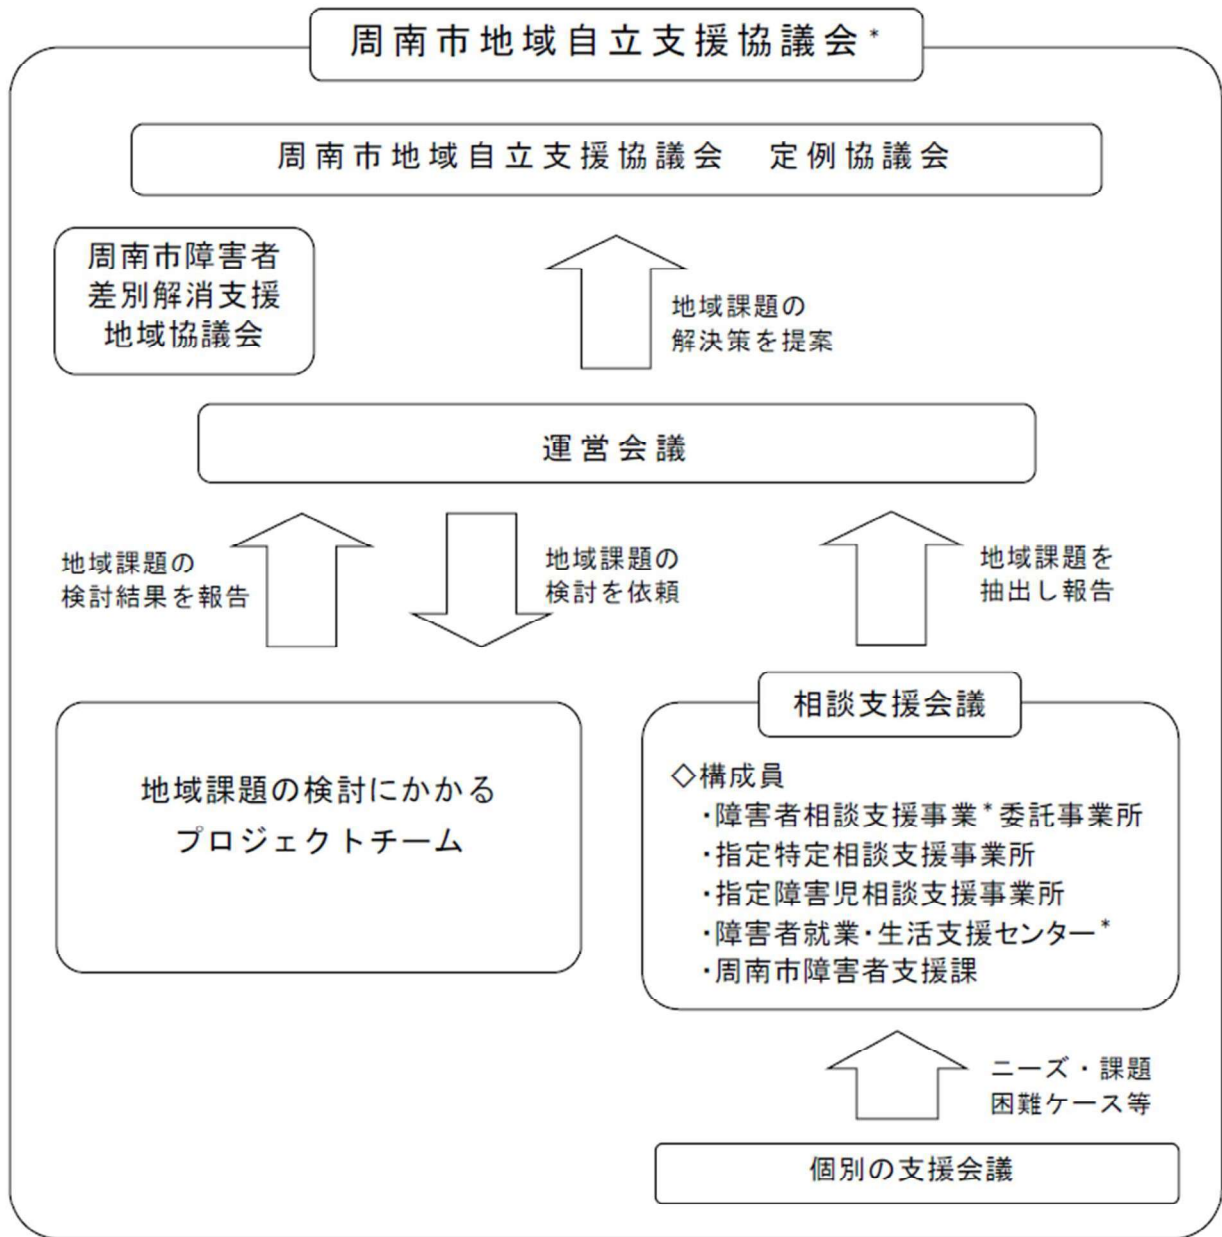 周南市地域自立支援協議会*
周南市地域自立支援協議会　定例協議会
周南市障害者
差別解消支援
地域協議会
地域課題の
解決策を提案
運営会議
地域課題の
検討結果を報告
地域課題の
検討を依頼
地域課題を
抽出し報告
地域課題の検討にかかる
プロジェクトチーム
相談支援会議
◇構成員
・障害者相談支援事業*委託事業所
・指定特定相談支援事業所
・指定障害児相談支援事業所
・障害者就業・生活支援センター*
・周南市障害者支援課
ニーズ・課題
困難ケース等
個別の支援会議